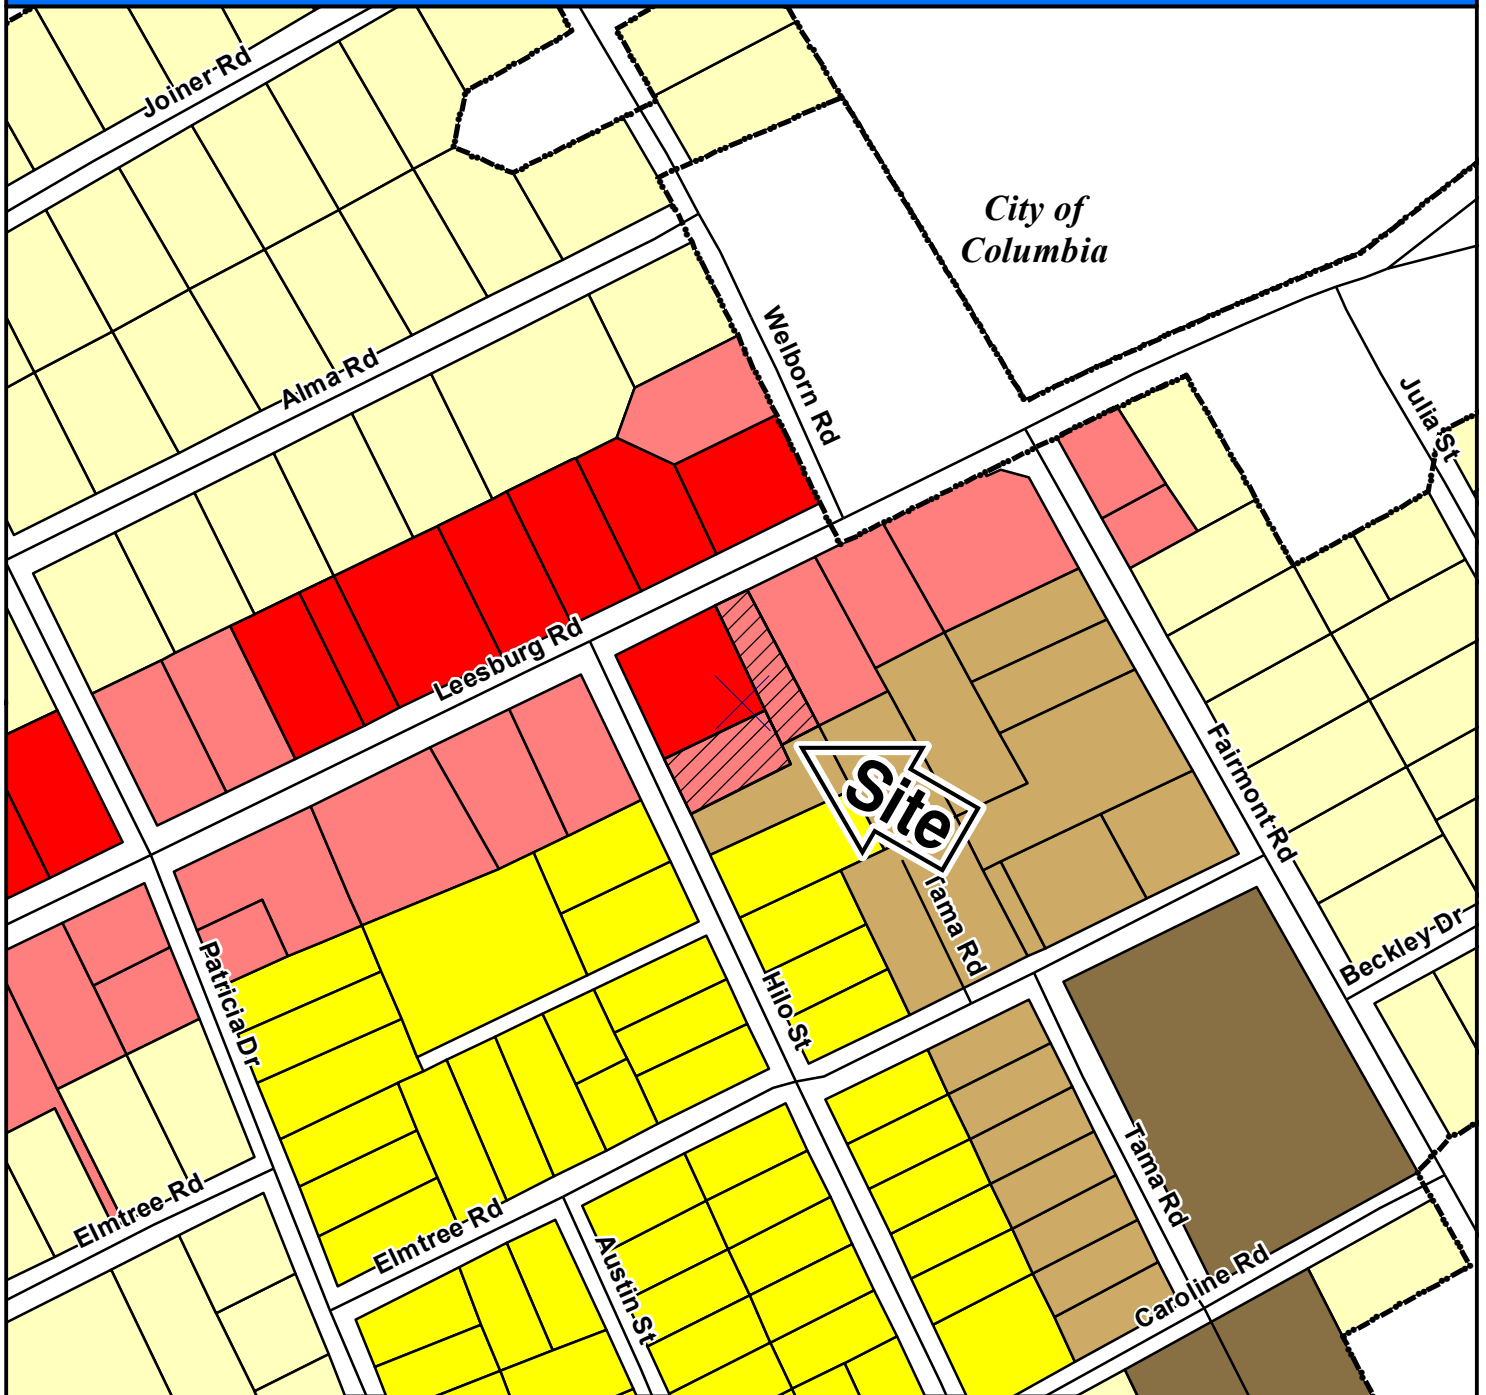 Joiner Rd
City of
Columbia
Welborn Rd
Alma Rd
Julia St
Leesburg Rd
Fairmont Rd
Site
Tama Rd
Beckley Dr
Patricia Dr
Hilo St
Tama Rd
Elmtree Rd
Elmtree Rd
Austin St
Caroline Rd